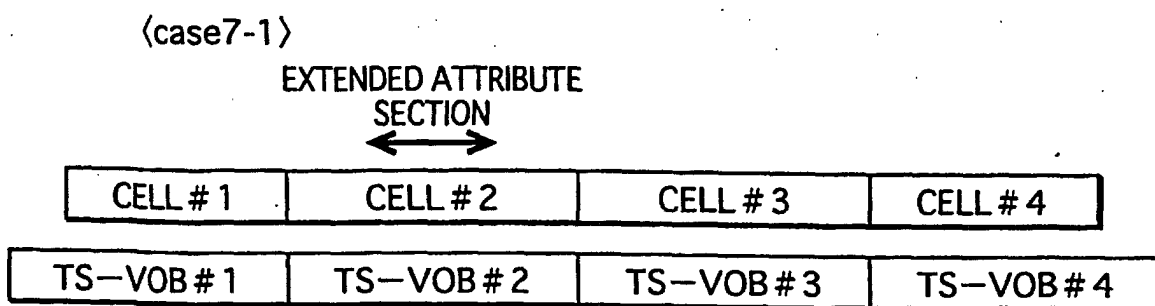 〈case7-1〉
EXTENDED ATTRIBUTE
SECTION
CELL#1 CELL#2 CELL#3 CELL#4
TS-VOB#1 TS-VOB#2 TS-VOB#3 TS-VOB#4